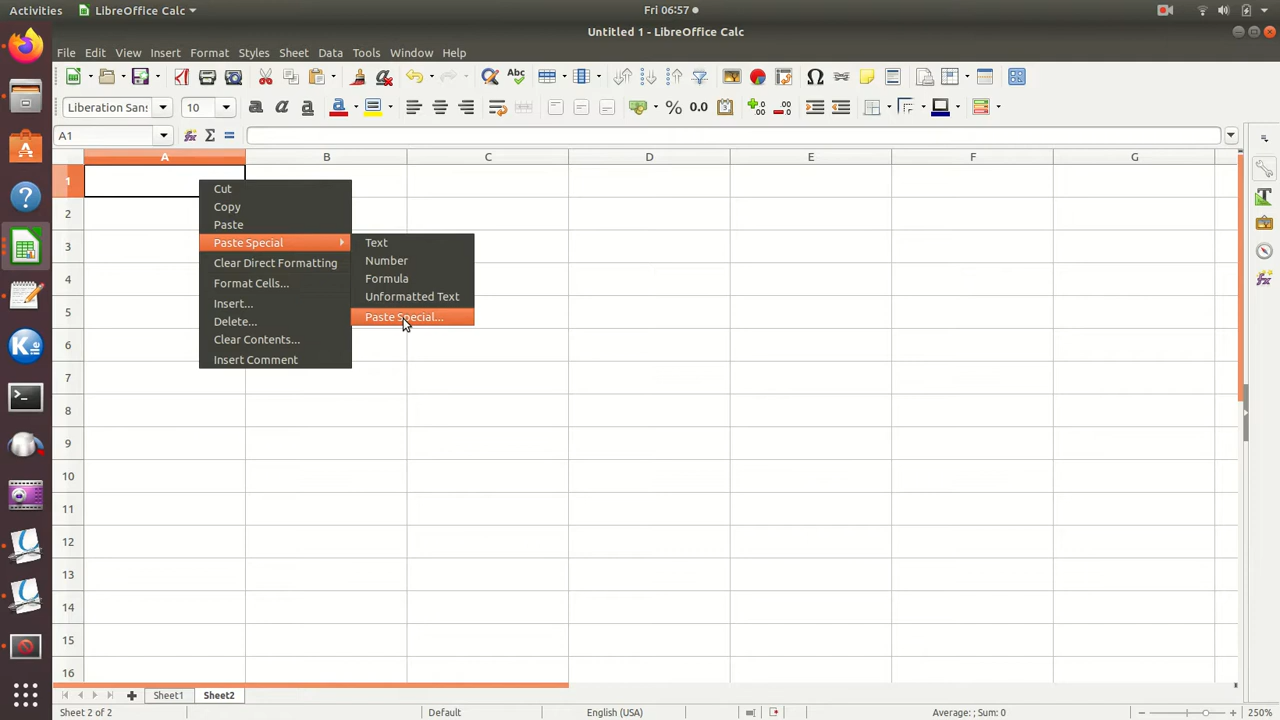 Activities LibreOffice Calc Fri 06:57
Untitled 1 - LibreOffice Calc
File Edit View Insert Format Styles Sheet Data Tools Window Help
Abc
Liberation Sans 10 a a a a % 0.0
A1 Σ =
A B C D E F G
1
2
3
4
5
6
7
8
9
10
11
12
13
14
15
16
Cut
Copy
Paste
Paste Special
Clear Direct Formatting
Format Cells...
Insert...
Delete...
Clear Contents...
Insert Comment
Text
Number
Formula
Unformatted Text
Paste Special...
Sheet1 Sheet2
Sheet 2 of 2 Default English (USA) Average: ; Sum: 0 250%